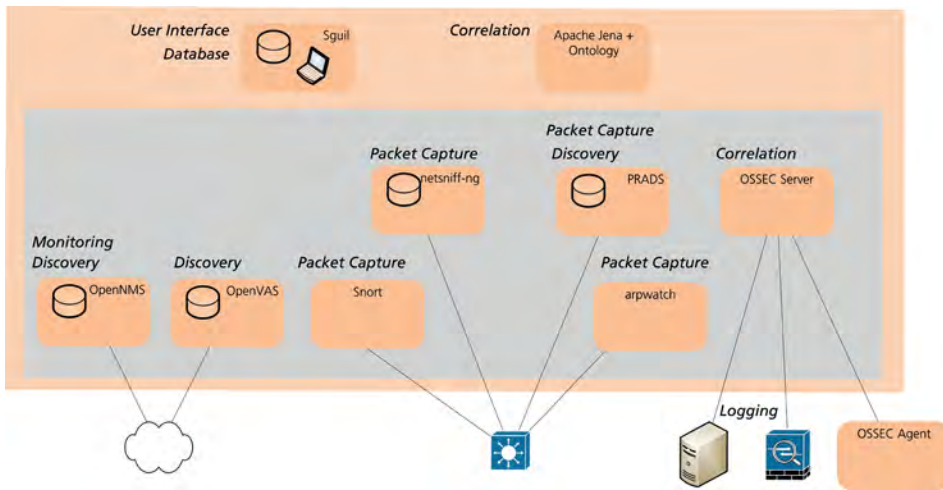 User Interface
Database
Sguil
Correlation
Apache Jena +
Ontology
Packet Capture
netsniff-ng
Packet Capture
Discovery
PRADS
Correlation
OSSEC Server
Monitoring
Discovery
OpenNMS
Discovery
OpenVAS
Packet Capture
Snort
Packet Capture
arpwatch
Logging
OSSEC Agent